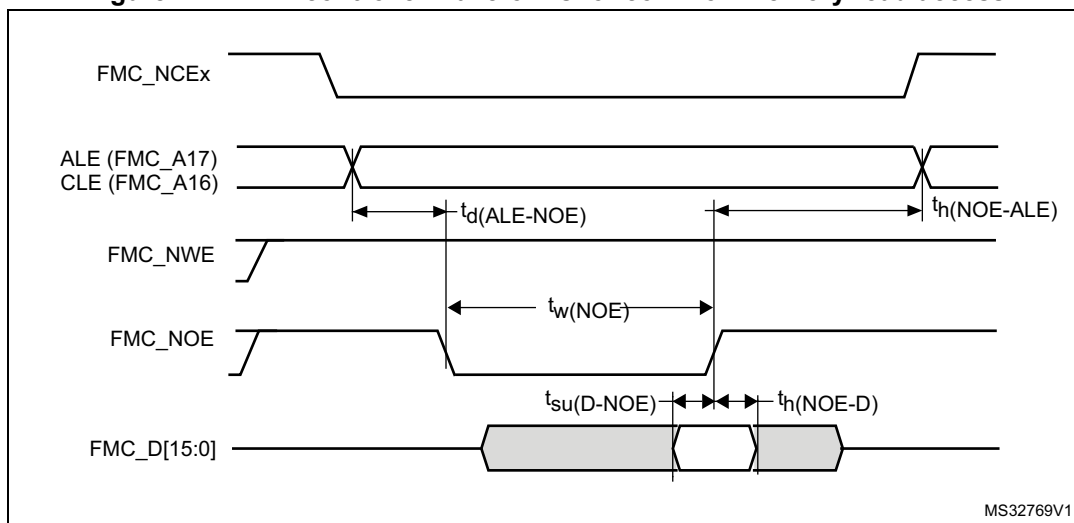 FMC_NCEx
ALE (FMC_A17)
CLE (FMC_A16)
td(ALE-NOE)
th(NOE-ALE)
FMC_NWE
tw(NOE)
FMC_NOE
tsu(D-NOE)
th(NOE-D)
FMC_D[15:0]
MS32769V1